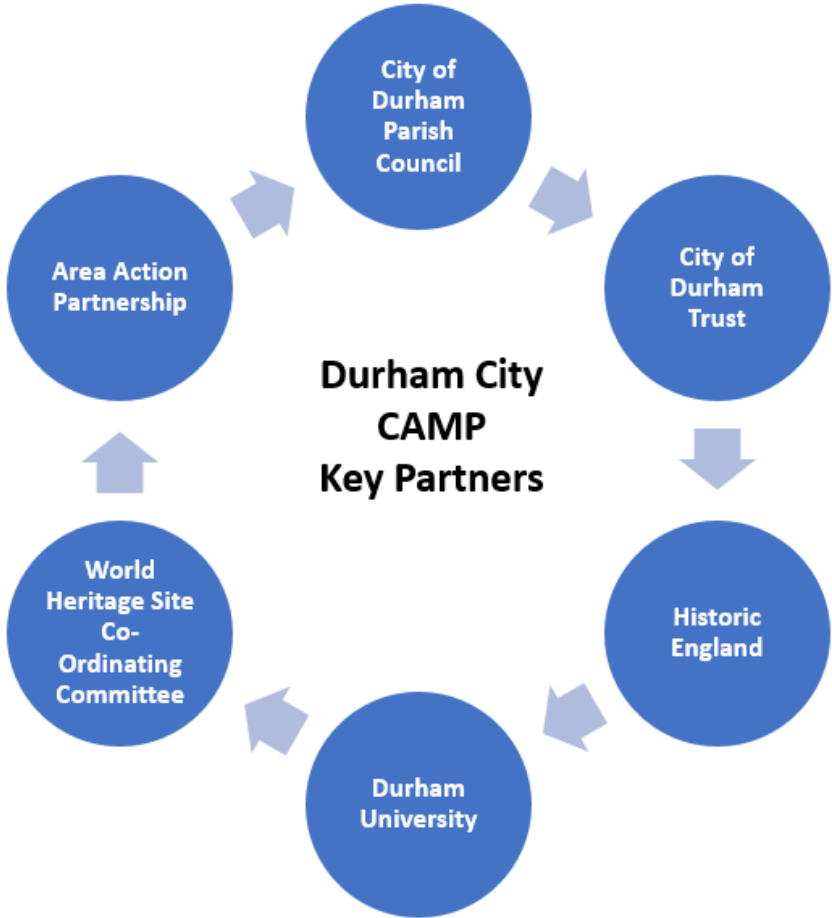 City of
Durham
Parish
Council
City of
Durham
Trust
Historic
England
Durham
University
World
Heritage Site
Co-
Ordinating
Committee
Area Action
Partnership
Durham City
CAMP
Key Partners